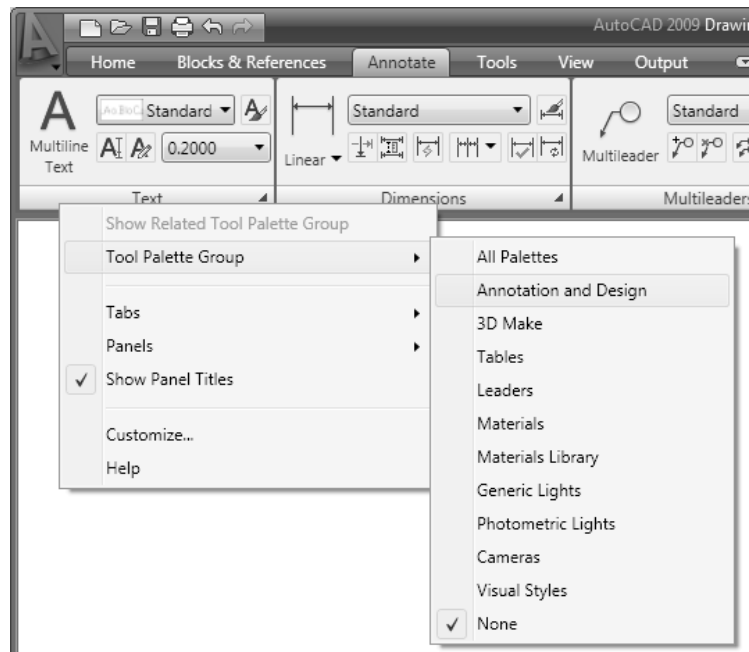 AutoCAD 2009 Drawin
Home Blocks & References Annotate Tools View Output
Standard Standard Standard
Multiline Text
0.2000
Linear
Multileader
Text Dimensions Multileaders
Show Related Tool Palette Group
Tool Palette Group
Tabs
Panels
Show Panel Titles
Customize...
Help
All Palettes
Annotation and Design
3D Make
Tables
Leaders
Materials
Materials Library
Generic Lights
Photometric Lights
Cameras
Visual Styles
None